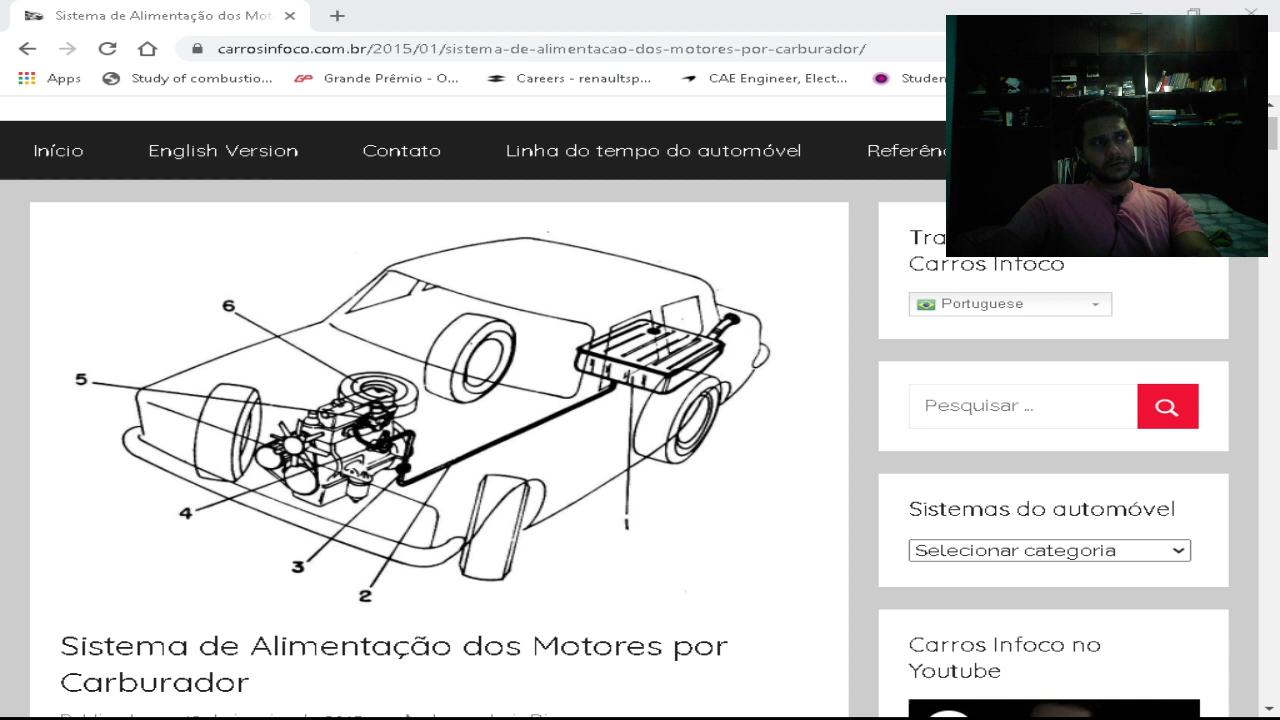 Sistema de Alimentação dos Mot
carrosinfoco.com.br/2015/01/sistema-de-alimentacao-dos-motores-por-carburador/
Apps
Study of combustio...
Grande Prêmio - O...
Careers - renaultsp...
CAE Engineer, Elect...
Studen
Início
English Version
Contato
Linha do tempo do automóvel
Referên
6
5
4
3
2
1
Sistema de Alimentação dos Motores por
Carburador
Tra
Carros Infoco
Portuguese
Pesquisar ...
Sistemas do automóvel
Selecionar categoria
Carros Infoco no
Youtube